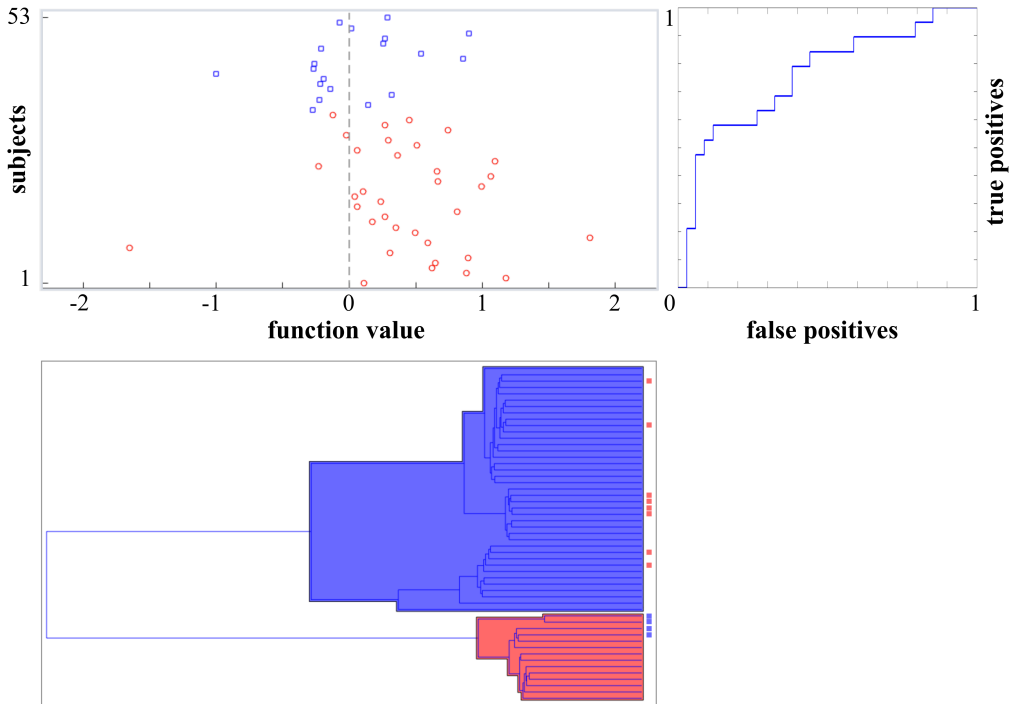 53
subjects
1
-2
-1
0
1
2
function value
1
true positives
0
1
false positives